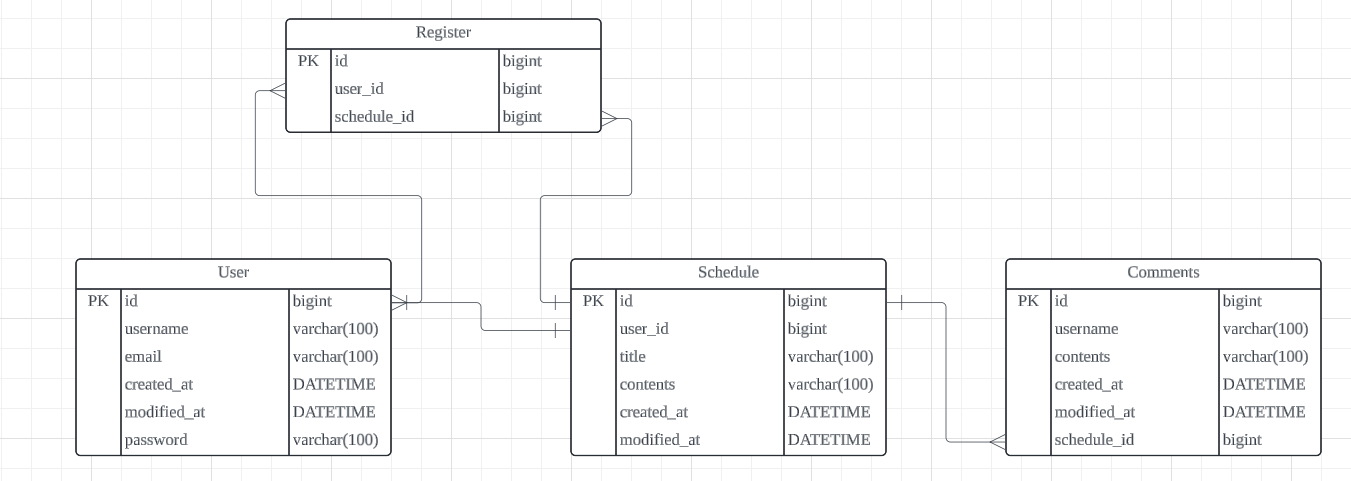 Register
PK id bigint
user_id bigint
schedule_id bigint
User
PK id bigint
username varchar(100)
email varchar(100)
created_at DATETIME
modified_at DATETIME
password varchar(100)
Schedule
PK id bigint
user_id bigint
title varchar(100)
contents varchar(100)
created_at DATETIME
modified_at DATETIME
Comments
PK id bigint
username varchar(100)
contents varchar(100)
created_at DATETIME
modified_at DATETIME
schedule_id bigint